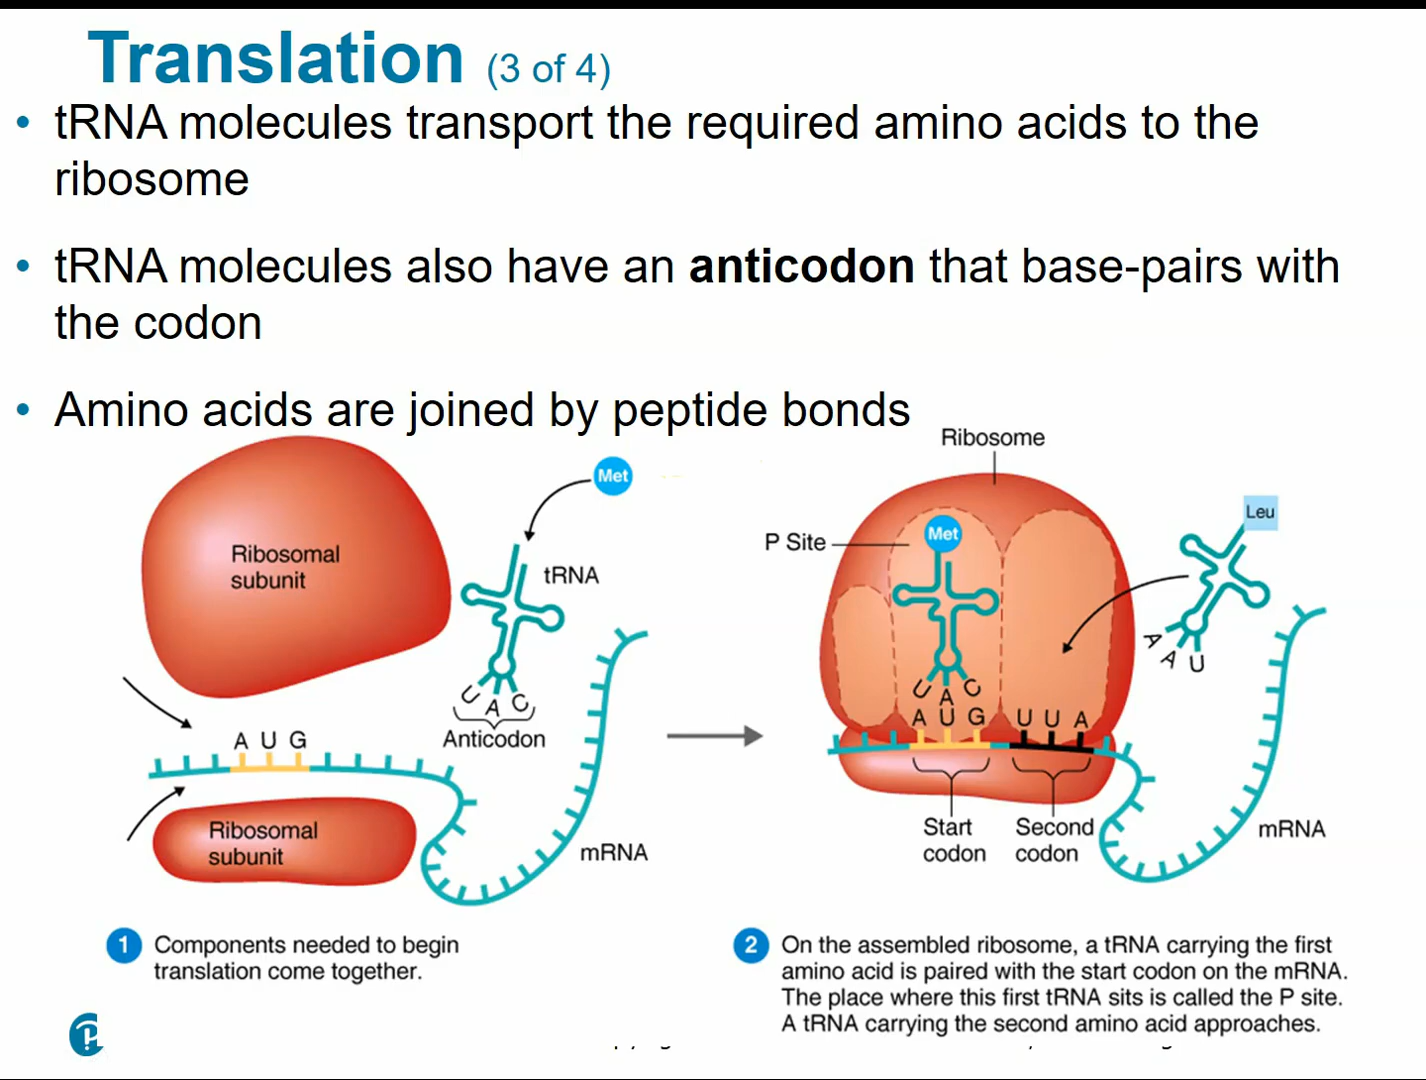 Translation (3 of 4)
• tRNA molecules transport the required amino acids to the
ribosome
• tRNA molecules also have an anticodon that base-pairs with
the codon
• Amino acids are joined by peptide bonds
Ribosomal
subunit
Met
tRNA
U A C
Anticodon
A U G
Ribosomal
subunit
mRNA
1 Components needed to begin
translation come together.
Ribosome
P Site
Met
Leu
A A U
U A C
A U G U U A
Start
codon
Second
codon
mRNA
2 On the assembled ribosome, a tRNA carrying the first
amino acid is paired with the start codon on the mRNA.
The place where this first tRNA sits is called the P site.
A tRNA carrying the second amino acid approaches.